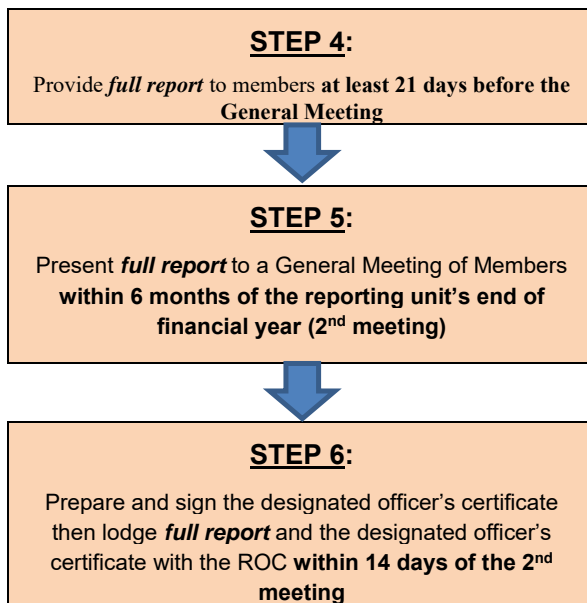 STEP 4:
Provide full report to members at least 21 days before the
General Meeting
STEP 5:
Present full report to a General Meeting of Members
within 6 months of the reporting unit's end of
financial year (2nd meeting)
STEP 6:
Prepare and sign the designated officer's certificate
then lodge full report and the designated officer's
certificate with the ROC within 14 days of the 2nd
meeting